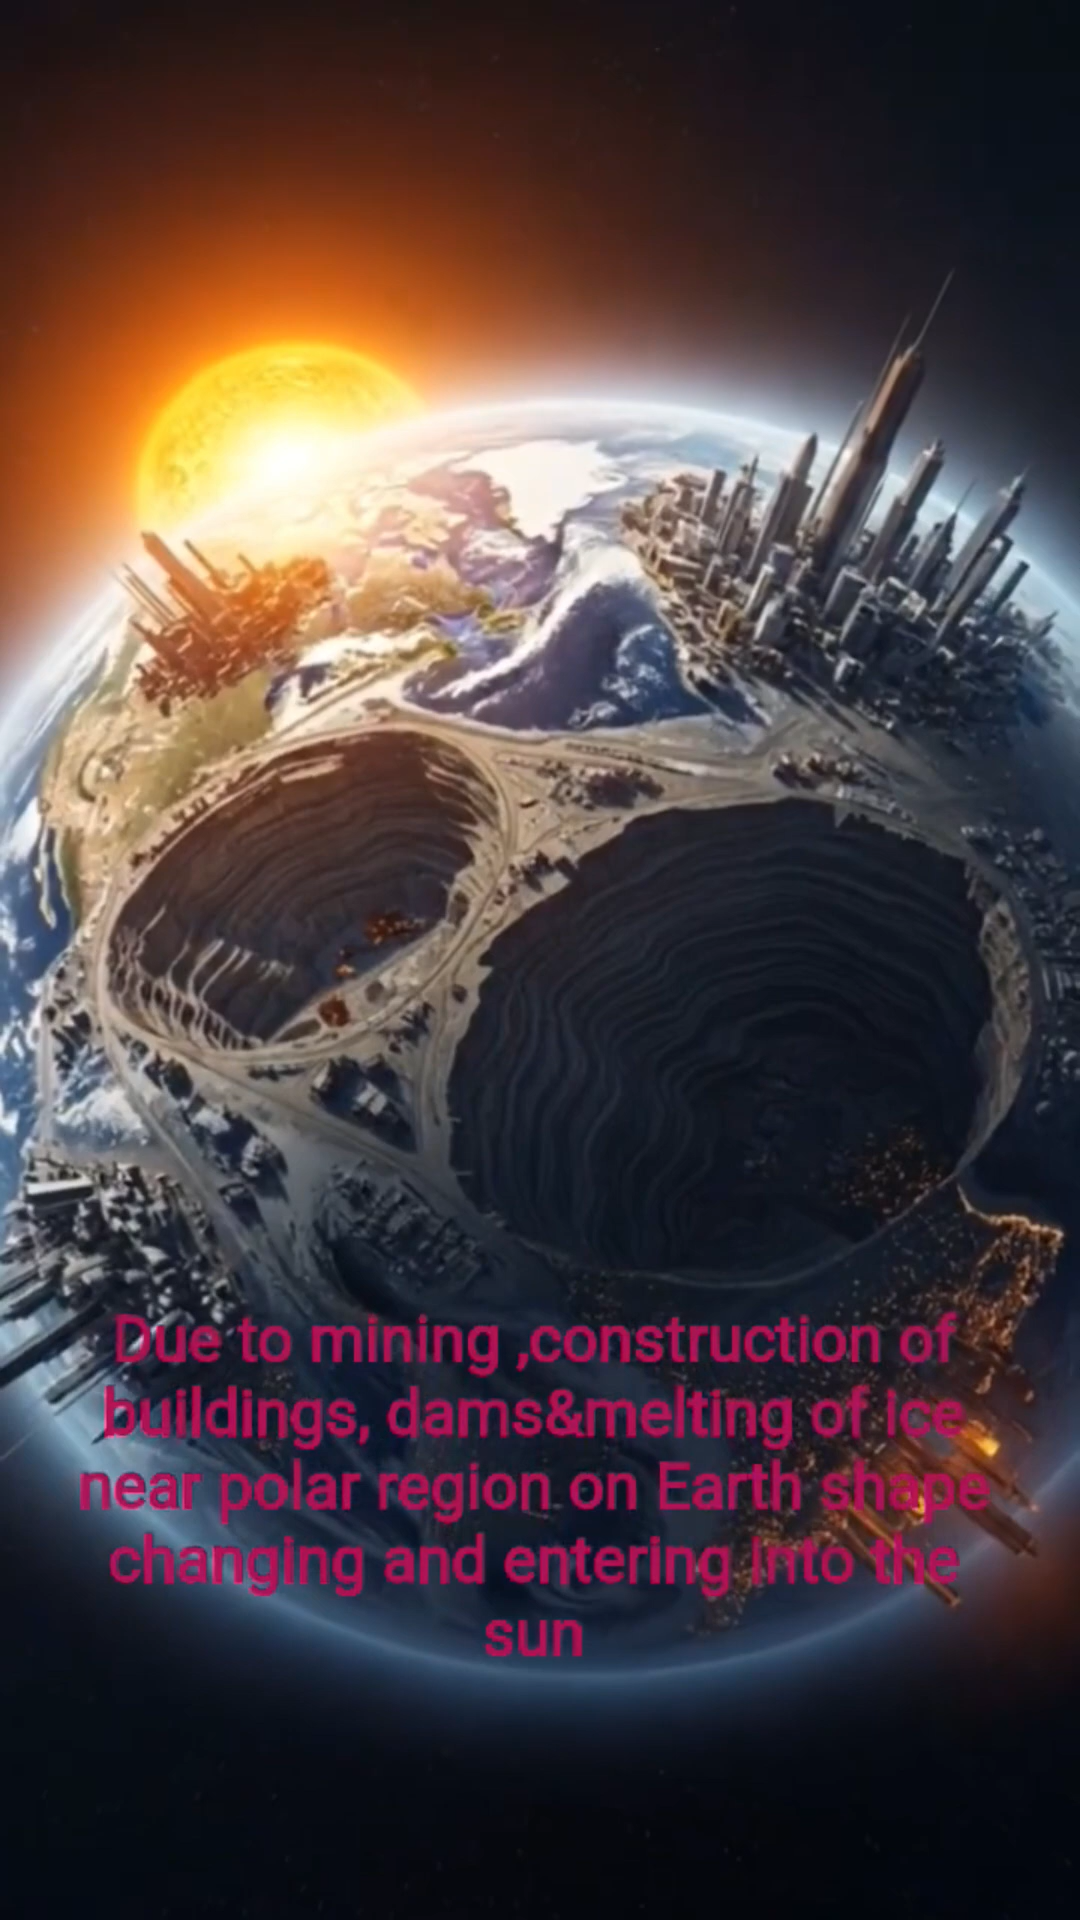 Due to mining ,construction of
buildings, dams&melting of ice
near polar region on Earth shape
changing and entering into the
sun